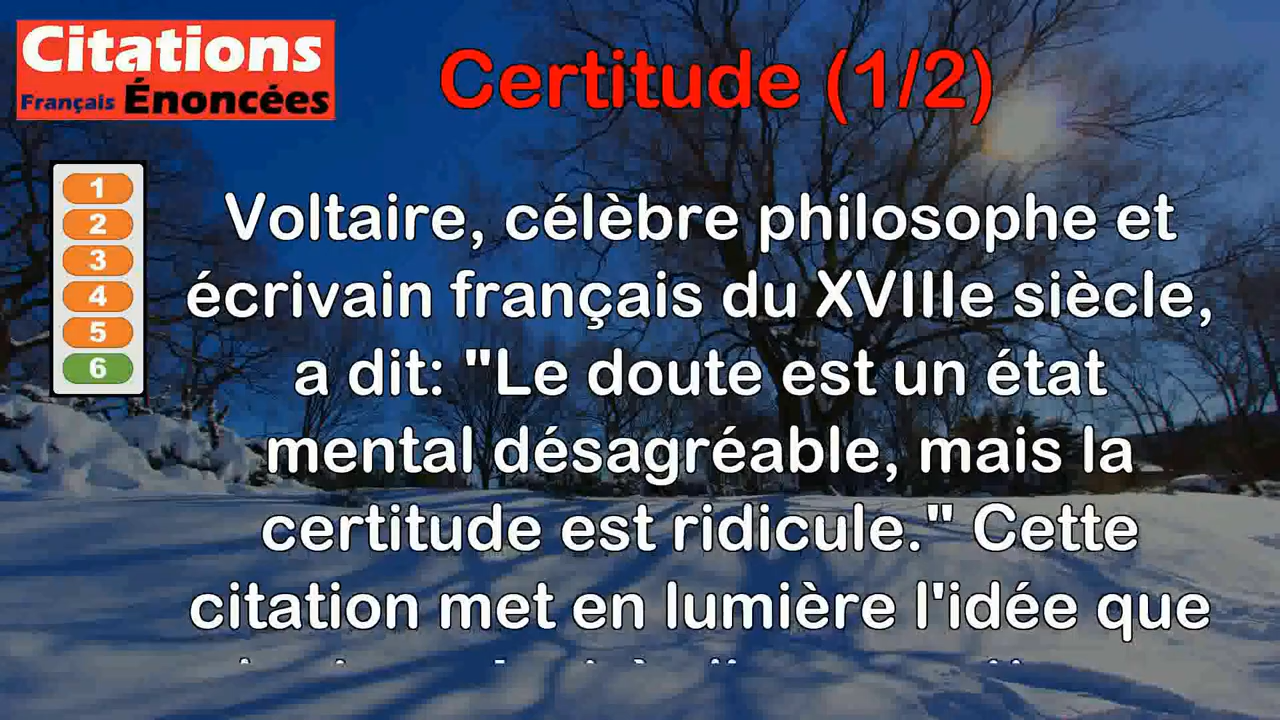 Citations
Français Énoncées
Certitude (1/2)
1
2
3
4
5
6
Voltaire, célèbre philosophe et
écrivain français du XVIIIe siècle,
a dit: "Le doute est un état
mental désagréable, mais la
certitude est ridicule." Cette
citation met en lumière l'idée que